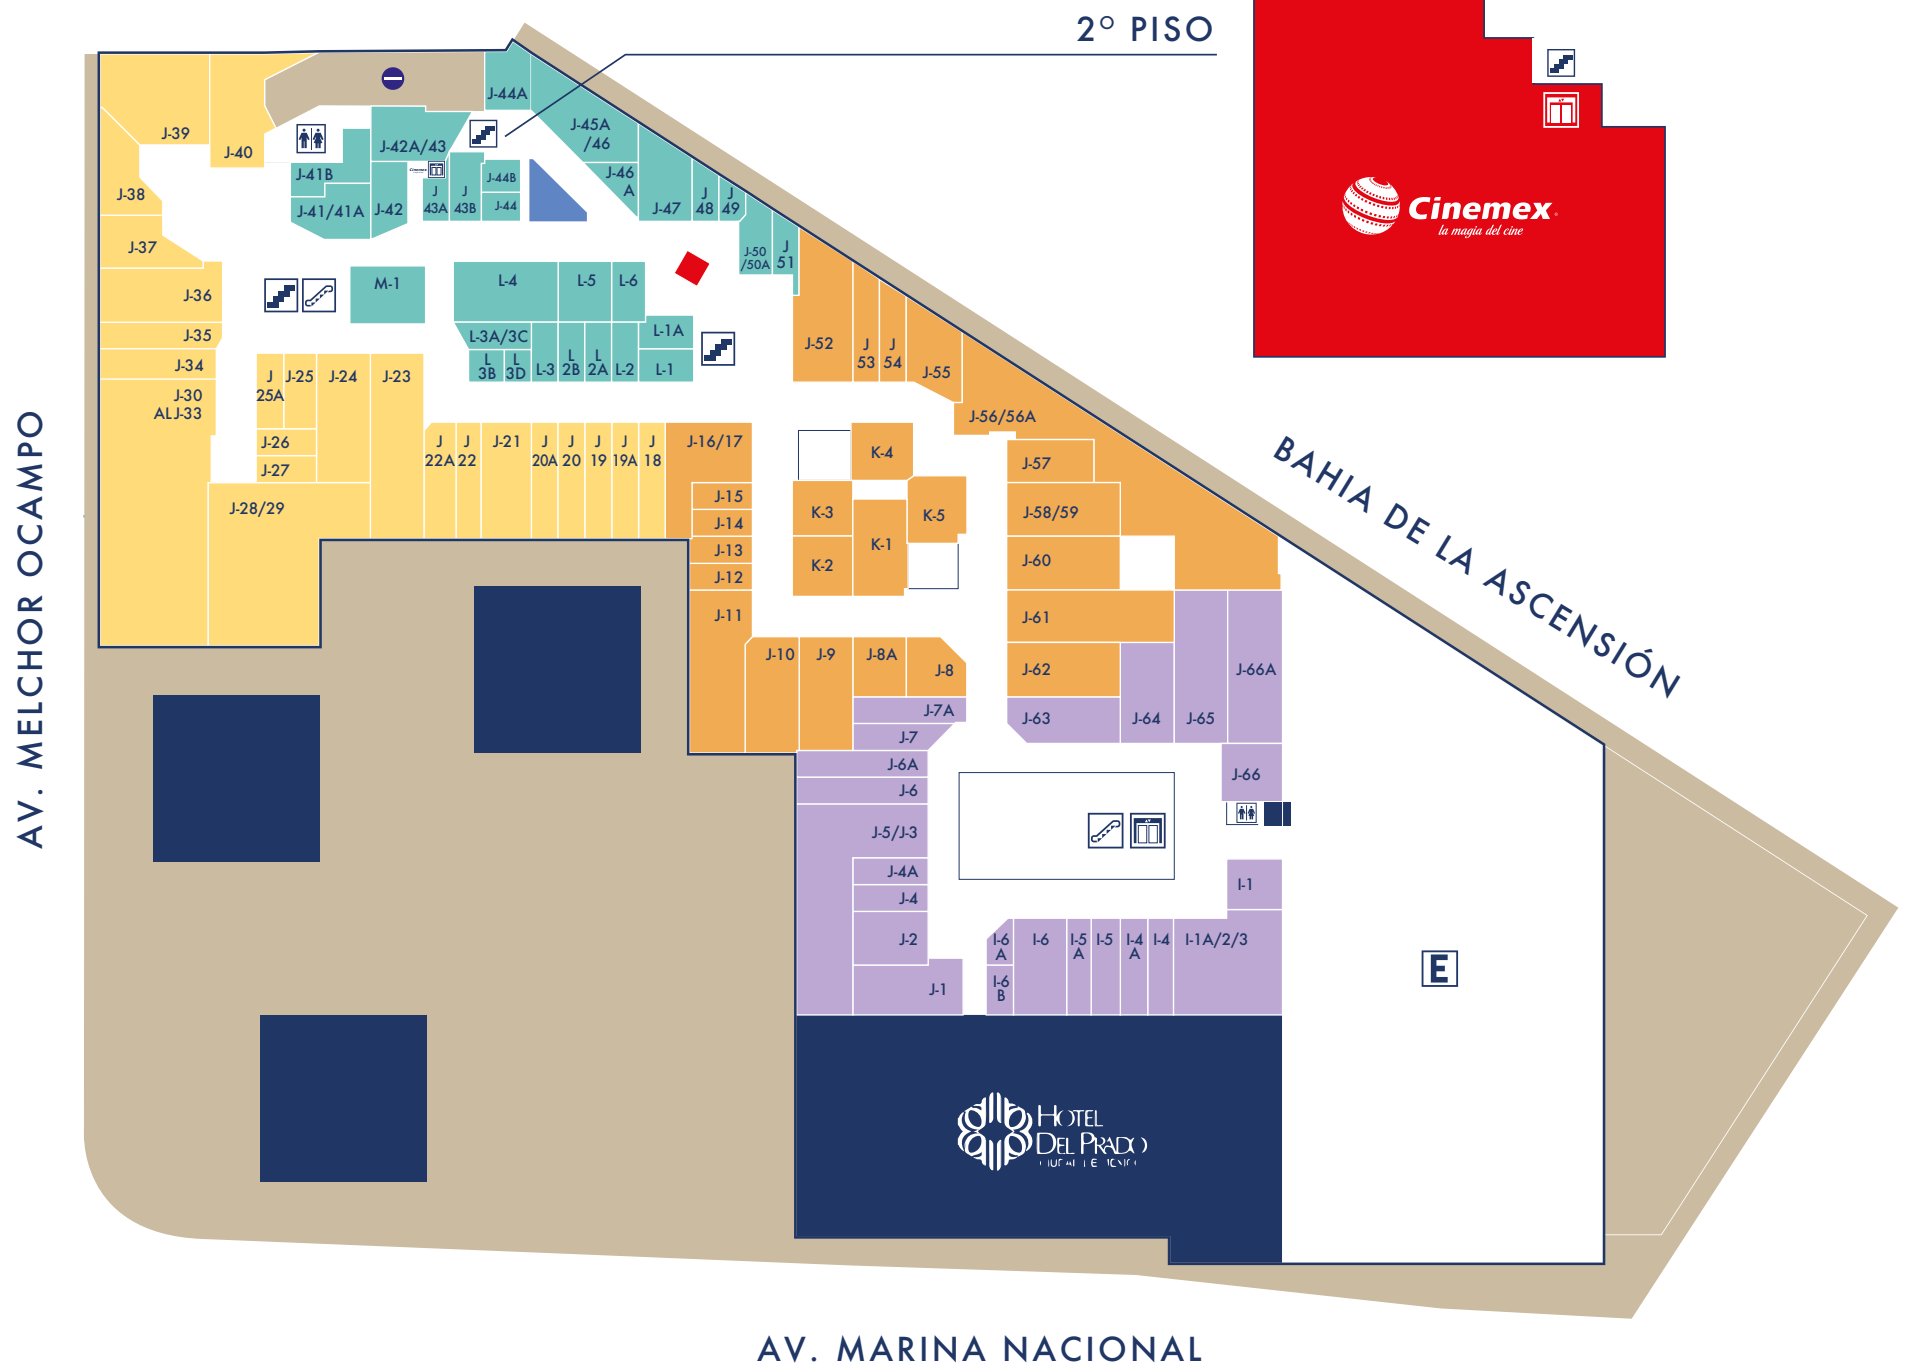 2º PISO
Cinemex
la magia del cine
J-44A
J-39
J-40
J-42A/43
J-45A
/46
J-41B
Cinemex
J-44B
J-46
A
J-38
J-41/41A
J-42
J
43A
J
43B
J-44
J-47
J
48
J
49
J-37
J-50
/50A
J
51
M-1
L-4
L-5
L-6
J-36
J-35
L-3A/3C
L-1A
J-34
L
3B
L
3D
L-3
L
2B
L
2A
L-2
L-1
J-52
J
53
J
54
J-55
J-30
AL J-33
J
25A
J-25
J-24
J-23
J-56/56A
J-26
J-27
J
22A
J
22
J-21
J
20A
J
20
J
19
J
19A
J
18
J-16/17
K-4
J-57
J-28/29
J-15
J-14
J-13
J-12
J-11
K-3
K-5
K-1
K-2
J-58/59
J-60
J-61
J-62
J-10
J-9
J-8A
J-8
J-66A
J-7A
J-7
J-63
J-64
J-65
J-6A
J-6
J-66
J-5/J-3
J-4A
J-4
I-1
J-2
I-6
A
I-6
I-5
A
I-5
I-4
A
I-4
I-1A/2/3
J-1
I-6
B
E
HOTEL
DEL PRADO
AV. MELCHOR OCAMPO
BAHIA DE LA ASCENSIÓN
AV. MARINA NACIONAL